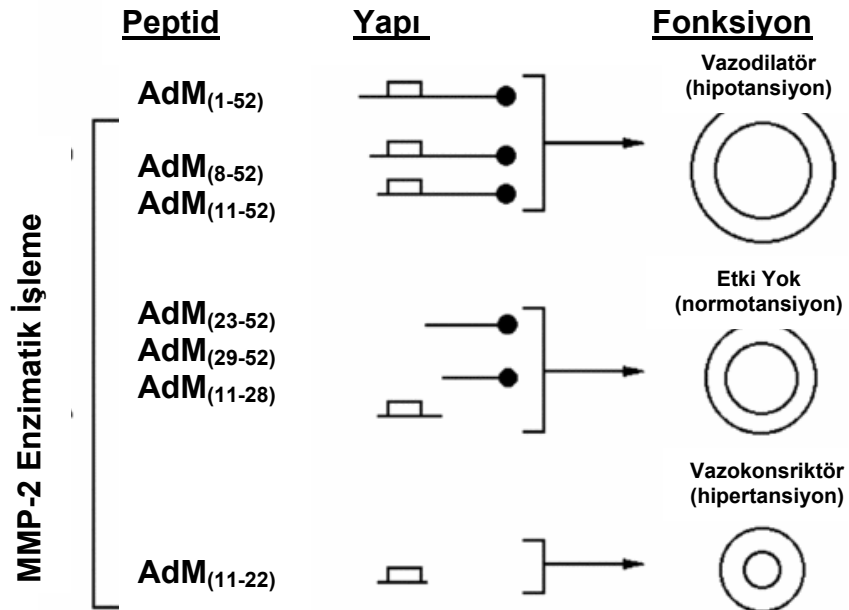 Peptid Yapı Fonksiyon
Vazodilatör
(hipotansiyon)
AdM(1-52)
AdM(8-52)
AdM(11-52)
MMP-2 Enzimatik İşleme
Etki Yok
(normotansiyon)
AdM(23-52)
AdM(29-52)
AdM(11-28)
Vazokonsriktör
(hipertansiyon)
AdM(11-22)